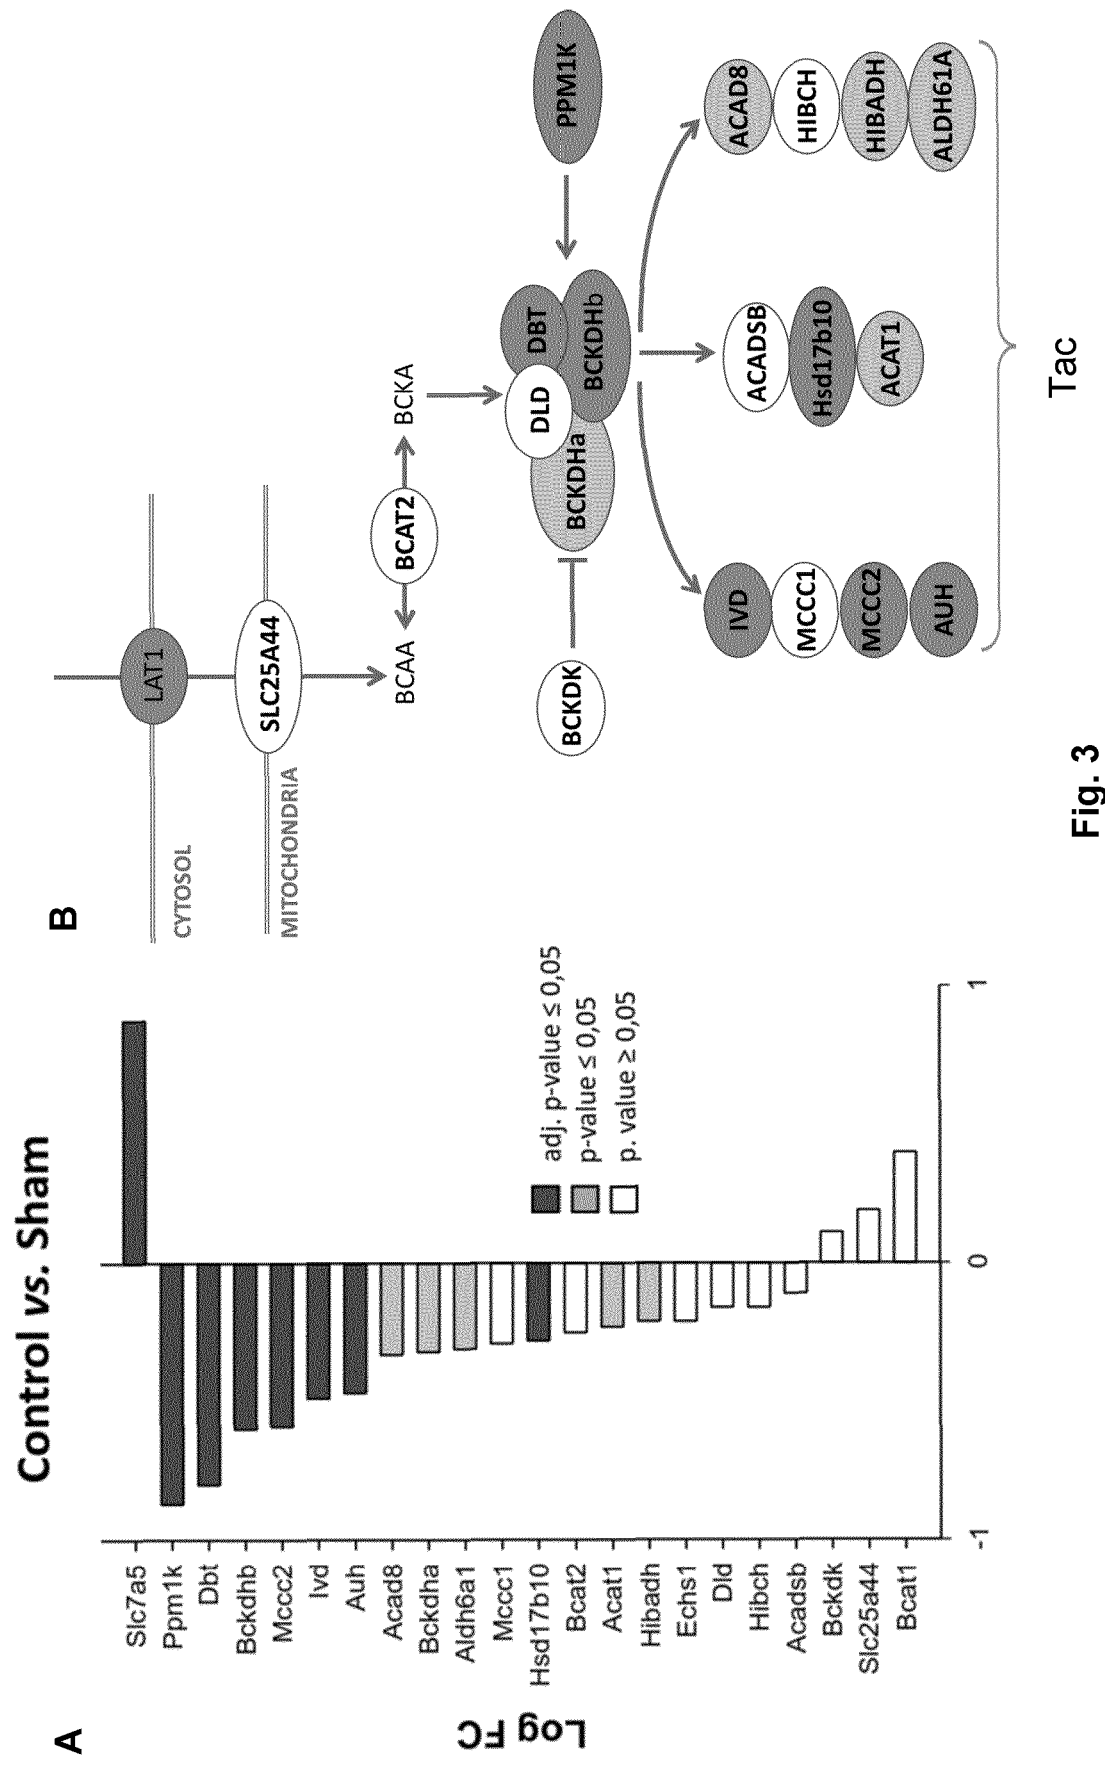 A
Control vs. Sham
Log FC
Slc7a5
Ppm1k
Dbt
Bckdhb
Mccc2
Ivd
Auh
Acad8
Bckdha
Aldh6a1
Mccc1
Hsd17b10
Bcat2
Acat1
Hibadh
Echs1
Dld
Hibch
Acadsb
Bckdk
Slc25a44
Bcat1
-1
0
1
adj. p-value ≤ 0,05
p-value ≤ 0,05
p. value ≥ 0,05
B
CYTOSOL
LAT1
MITOCHONDRIA
SLC25A44
BCAA
BCAT2
BCKA
BCKDK
BCKDHa
DLD
DBT
BCKDHb
PPM1K
IVD
MCCC1
MCCC2
AUH
ACADSB
Hsd17b10
ACAT1
ACAD8
HIBCH
HIBADH
ALDH61A
Tac
Fig. 3